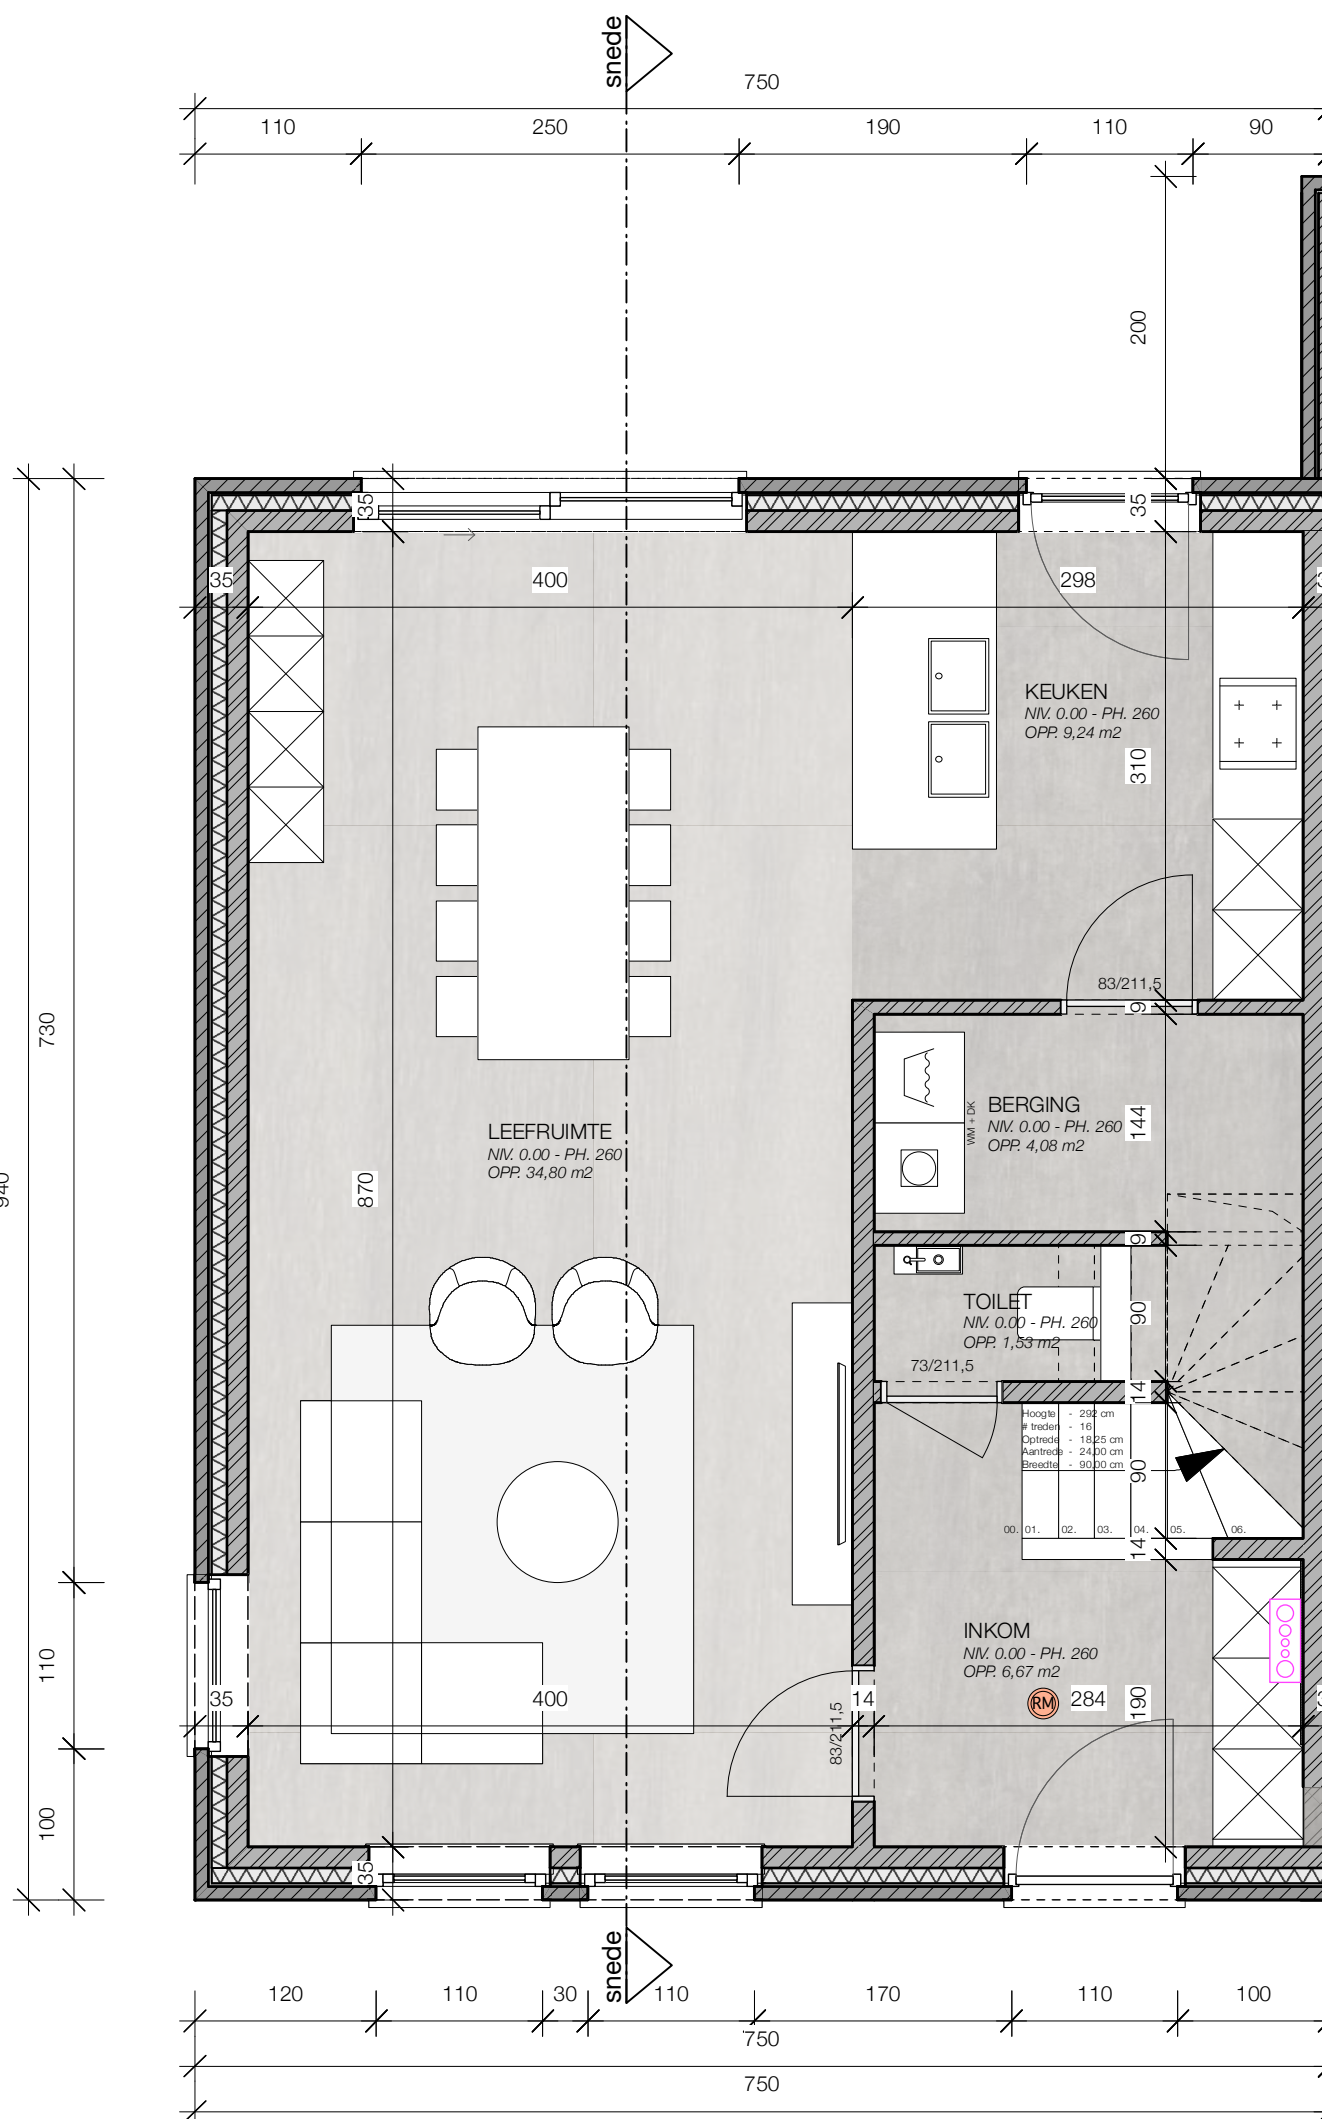 snede
750
110
250
190
110
90
200
35
35
35
400
298
KEUKEN
NIV. 0.00 - PH. 260
OPP. 9,24 m2
310
83/211,5
9
730
940
870
LEEFRUIMTE
NIV. 0.00 - PH. 260
OPP. 34,80 m2
WM + DK
BERGING
NIV. 0.00 - PH. 260
OPP. 4,08 m2
144
9
TOILET
NIV. 0.00 - PH. 260
OPP. 1,53 m2
90
73/211,5
14
Hoogte - 292 cm
# treden - 16
Optrede - 18,25 cm
Aantrede - 24,00 cm
Breedte - 90,00 cm
90
00. 01. 02. 03. 04. 05. 06.
14
INKOM
NIV. 0.00 - PH. 260
OPP. 6,67 m2
110
35
400
83/211,5
14
RM
284
190
100
35
snede
120
110
30
110
170
110
100
750
750